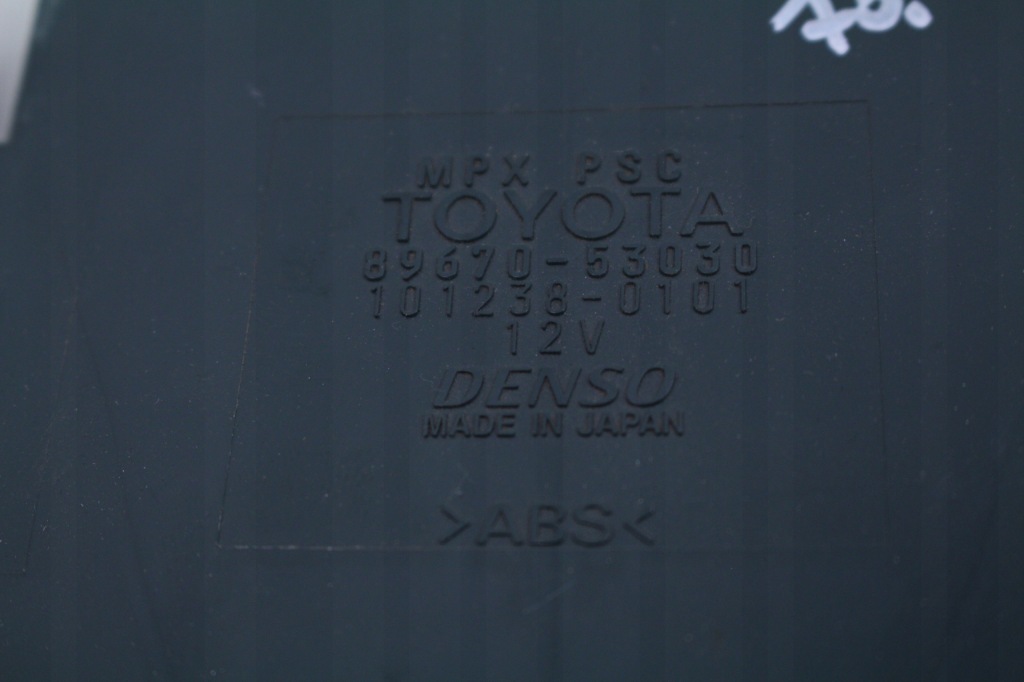 MPX PSC
TOYOTA
89670-53030
101238-0101
12V
DENSO
MADE IN JAPAN
>ABS<